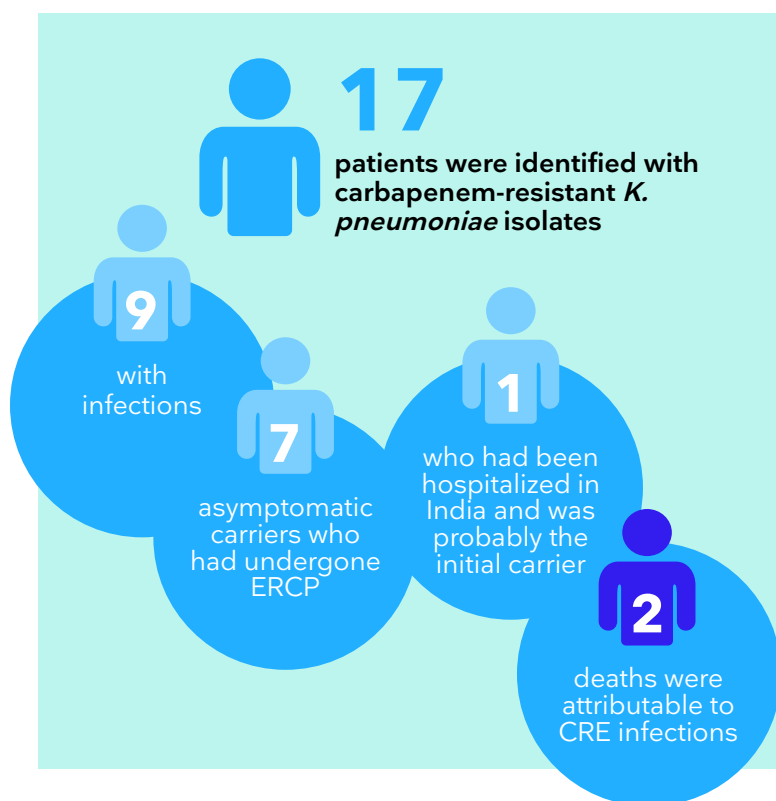 17
patients were identified with
carbapenem-resistant K.
pneumoniae isolates
9
with
infections
7
asymptomatic
carriers who
had undergone
ERCP
1
who had been
hospitalized in
India and was
probably the
initial carrier
2
deaths were
attributable to
CRE infections